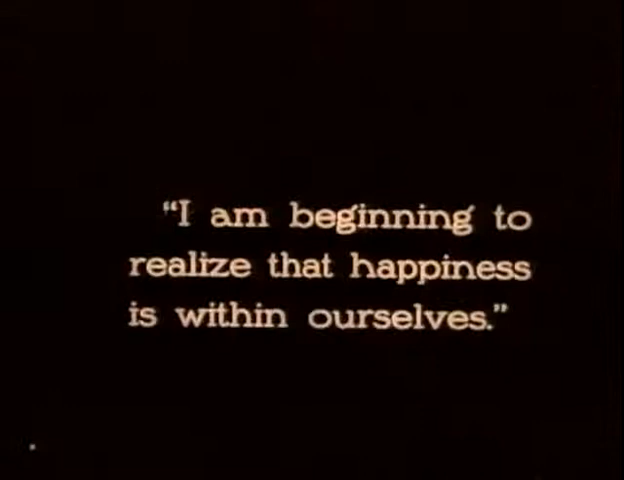 “I am beginning to
realize that happiness
is within ourselves.”